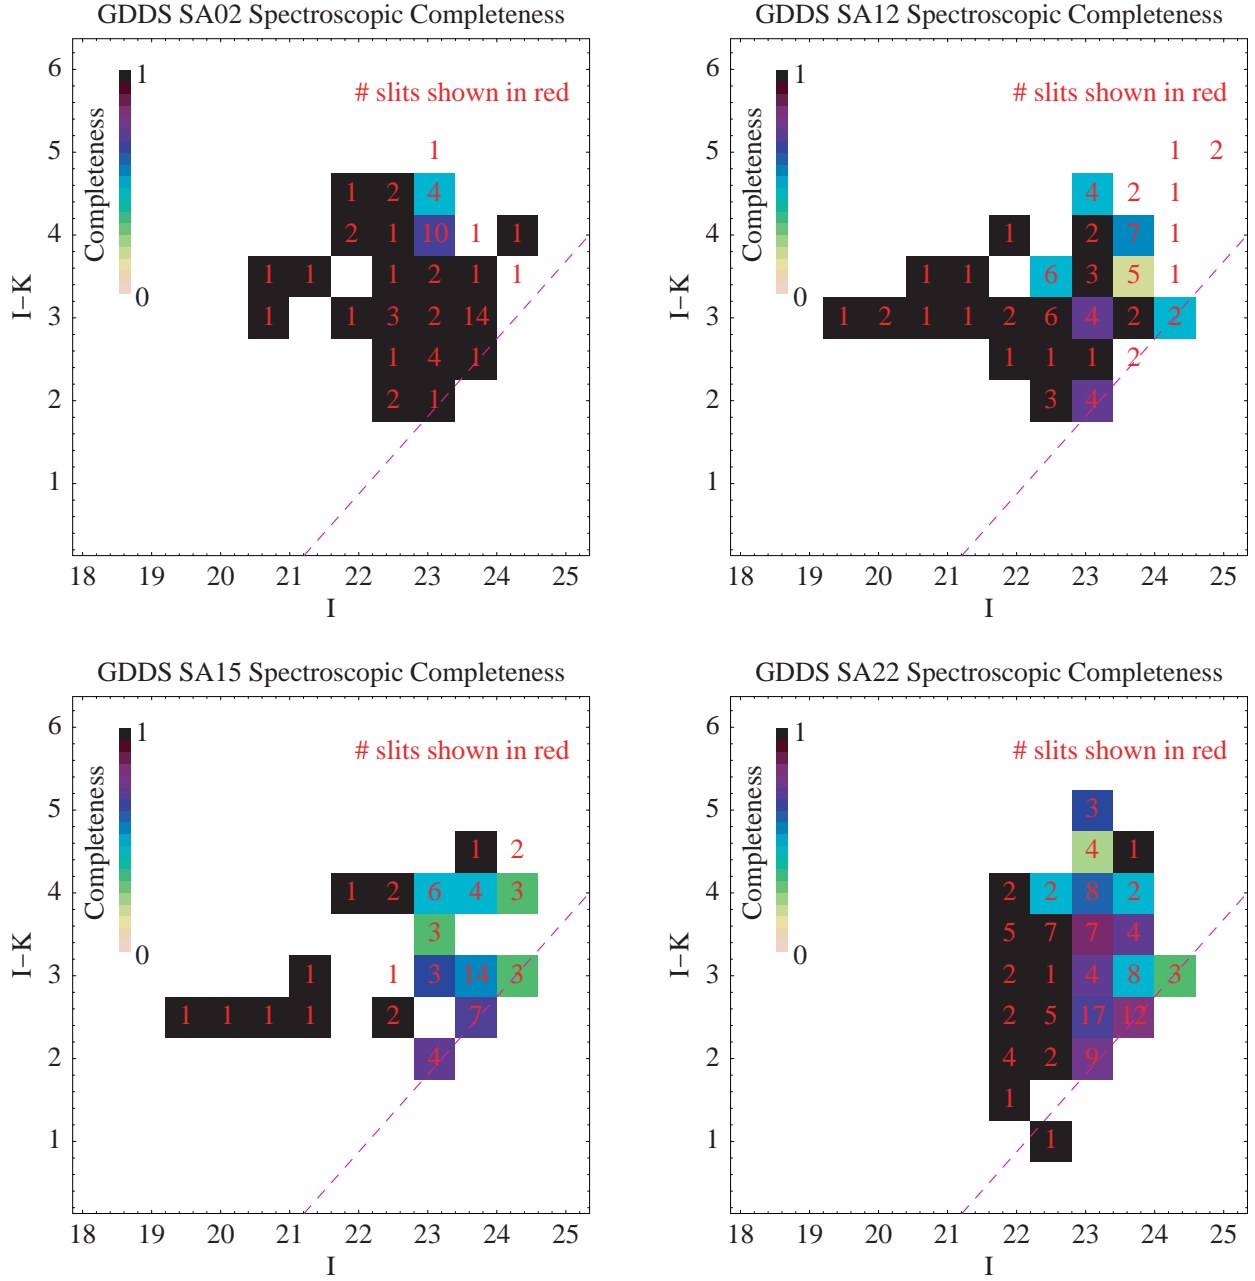 GDDS SA02 Spectroscopic Completeness
6
1
# slits shown in red
Completeness
5
1
1 2 4
4
2 1 10 1 1
I−K
1 1 1 2 1 1
0
3
1 1 3 2 14
1 4 1
2
2 1
1
18 19 20 21 22 23 24 25
I
GDDS SA12 Spectroscopic Completeness
6
1
# slits shown in red
Completeness
5
1 2
4 2 1
4
1 2 7 1
I−K
1 1 6 3 5 1
0
3
1 2 1 1 2 6 4 2 2
1 1 1 2
2
3 4
1
18 19 20 21 22 23 24 25
I
GDDS SA15 Spectroscopic Completeness
6
1
# slits shown in red
Completeness
5
1 2
4
1 2 6 4 3
I−K
3
0
3
1 1 3 14 3
1 1 1 1 2 7
2
4
1
18 19 20 21 22 23 24 25
I
GDDS SA22 Spectroscopic Completeness
6
1
# slits shown in red
Completeness
5
3
4 1
4
2 2 8 2
I−K
5 7 7 4
0
3
2 1 4 8 3
2 5 17 12
2
4 2 9
1
1
1
18 19 20 21 22 23 24 25
I